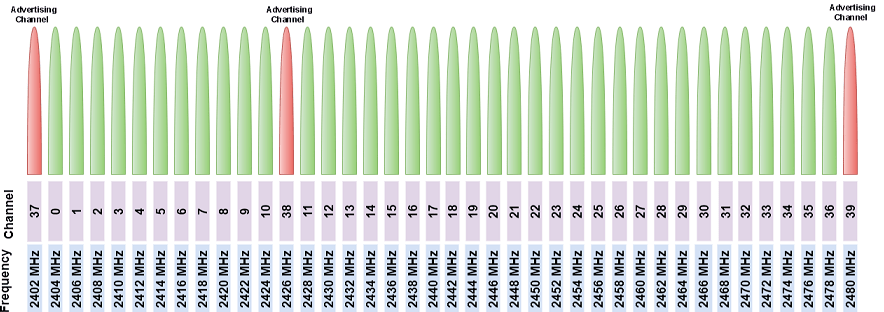 Advertising
Channel
Advertising
Channel
Advertising
Channel
Channel
37 0 1 2 3 4 5 6 7 8 9 10 38 11 12 13 14 15 16 17 18 19 20 21 22 23 24 25 26 27 28 29 30 31 32 33 34 35 36 39
Frequency
2402 MHz 2404 MHz 2406 MHz 2408 MHz 2410 MHz 2412 MHz 2414 MHz 2416 MHz 2418 MHz 2420 MHz 2422 MHz 2424 MHz 2426 MHz 2428 MHz 2430 MHz 2432 MHz 2434 MHz 2436 MHz 2438 MHz 2440 MHz 2442 MHz 2444 MHz 2446 MHz 2448 MHz 2450 MHz 2452 MHz 2454 MHz 2456 MHz 2458 MHz 2460 MHz 2462 MHz 2464 MHz 2466 MHz 2468 MHz 2470 MHz 2472 MHz 2474 MHz 2476 MHz 2478 MHz 2480 MHz